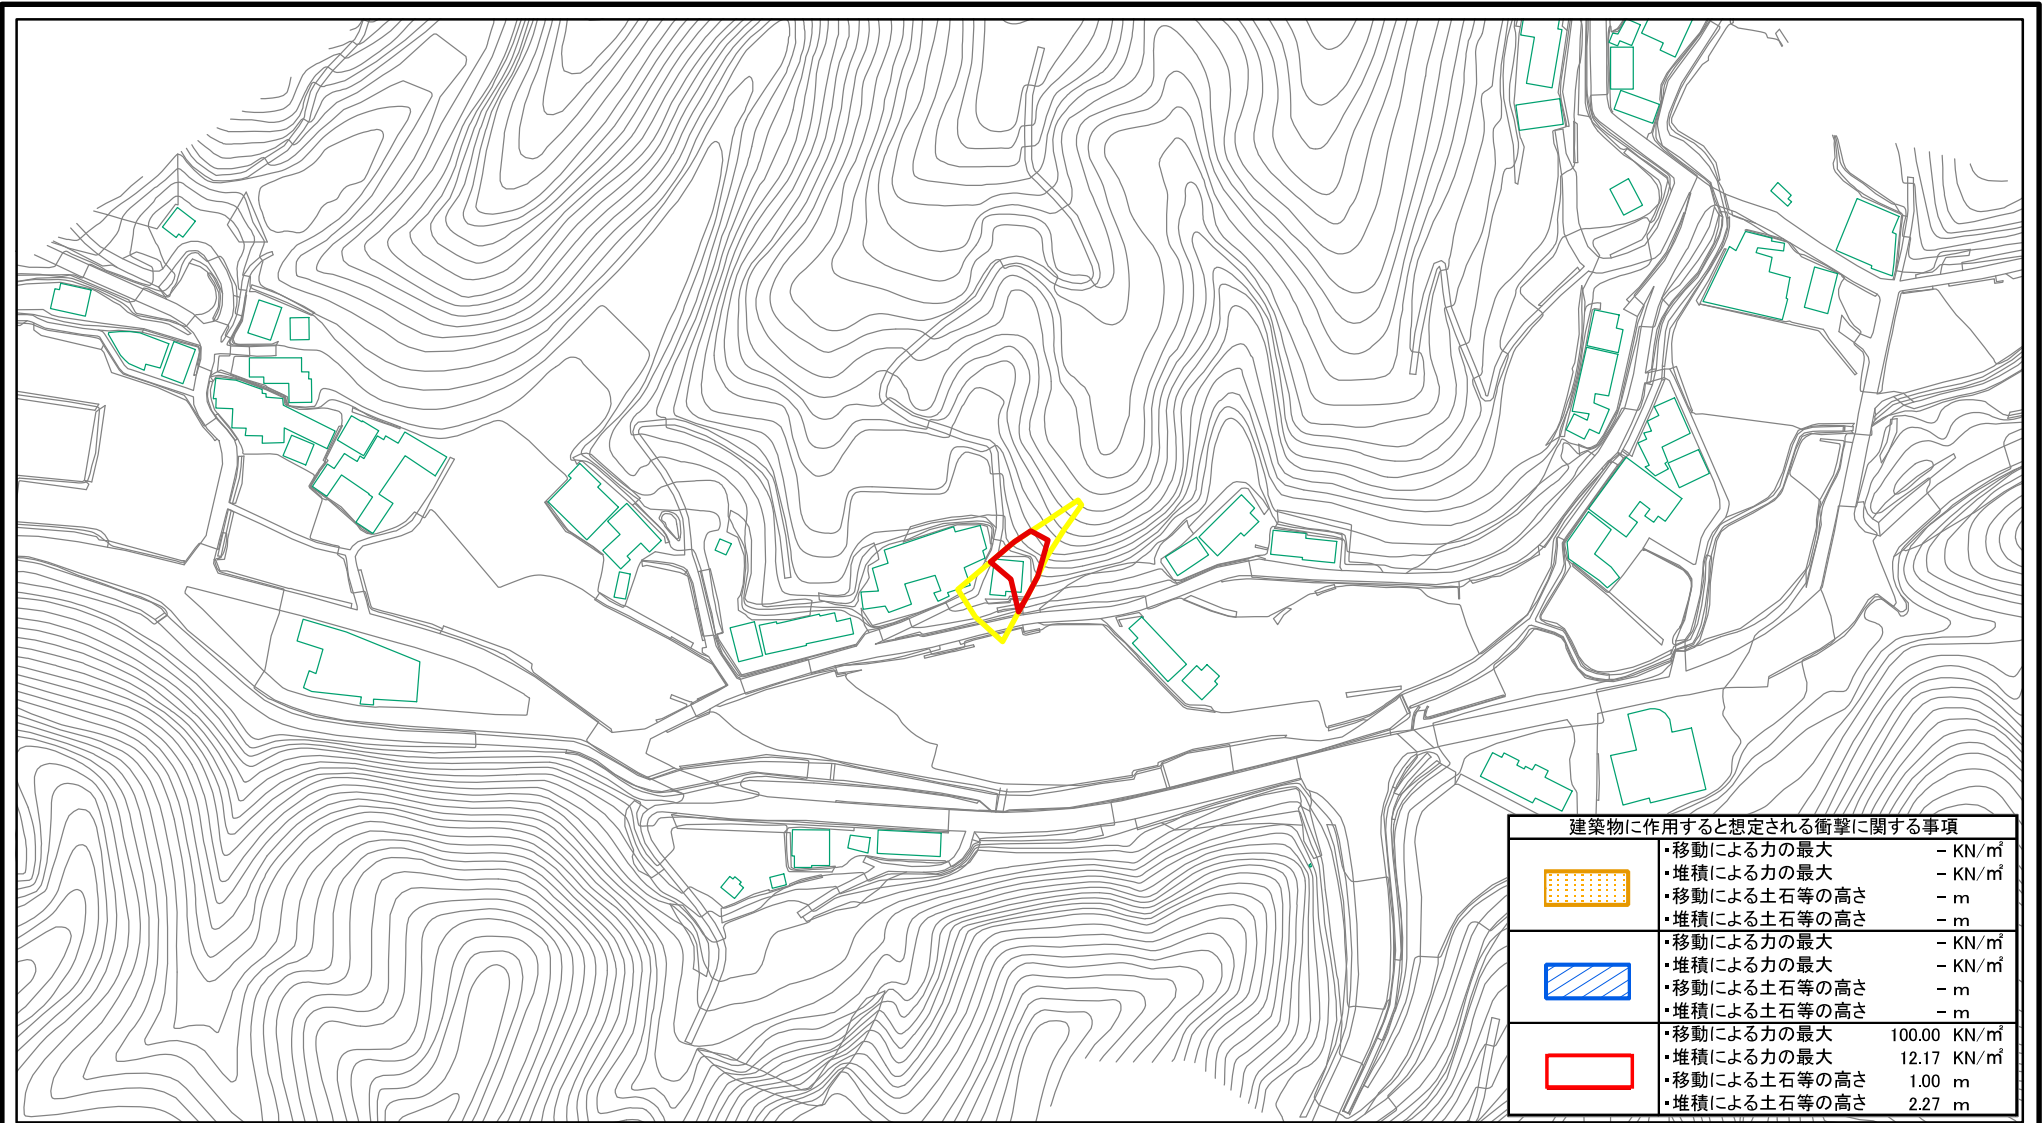 建築物に作用すると想定される衝撃に関する事項
・移動による力の最大 － KN/㎡
・堆積による力の最大 － KN/㎡
・移動による土石等の高さ － m
・堆積による土石等の高さ － m
・移動による力の最大 － KN/㎡
・堆積による力の最大 － KN/㎡
・移動による土石等の高さ － m
・堆積による土石等の高さ － m
・移動による力の最大 100.00 KN/㎡
・堆積による力の最大 12.17 KN/㎡
・移動による土石等の高さ 1.00 m
・堆積による土石等の高さ 2.27 m